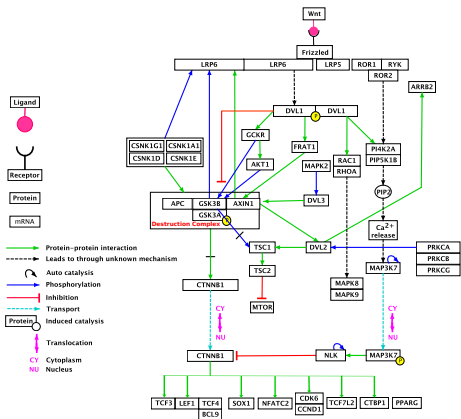 Wnt
Frizzled
LRP6 LRP6 LRP5 ROR1 RYK
ROR2
ARRB2
Ligand
DVL1 DVL1
P
GCKR
CSNK1G1 CSNK1A1
CSNK1D CSNK1E
FRAT1
PI4K2A
PIP5K1B
AKT1
MAPK2
RAC1
RHOA
Receptor
Protein
PIP2
APC GSK3B AXIN1
GSK3A
Destruction Complex
DVL3
mRNA
Ca2+
release
Protein-protein interaction
Leads to through unknown mechanism
Auto catalysis
Phosphorylation
Inhibition
Transport
Protein Induced catalysis
Translocation
CY Cytoplasm
NU Nucleus
TSC1 DVL2
PRKCA
PRKCB
PRKCG
TSC2
MAP3K7
CTNNB1
MAPK8
MAPK9
MTOR
CY
NU
CY
NU
CTNNB1 NLK MAP3K7
P
TCF3 LEF1 TCF4 SOX1 NFATC2 CDK6 TCF7L2 CTBP1 PPARG
BCL9 CCND1